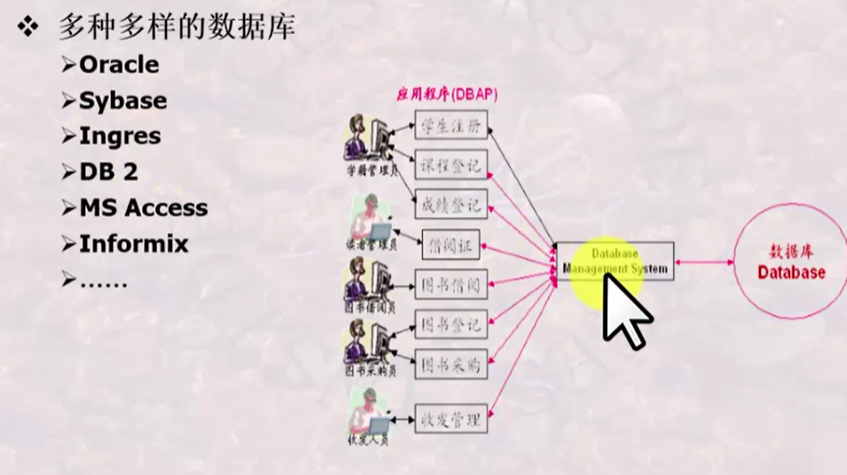 ❖ 多种多样的数据库
➢Oracle
➢Sybase
➢Ingres
➢DB 2
➢MS Access
➢Informix
➢……
应用程序(DBAP)
学生注册
学籍管理员
课程登记
成绩登记
读者管理员
借阅证
图书借阅
图书借阅员
图书登记
图书采购
图书采购员
收发管理
收发人员
Database
Management System
数据库
Database